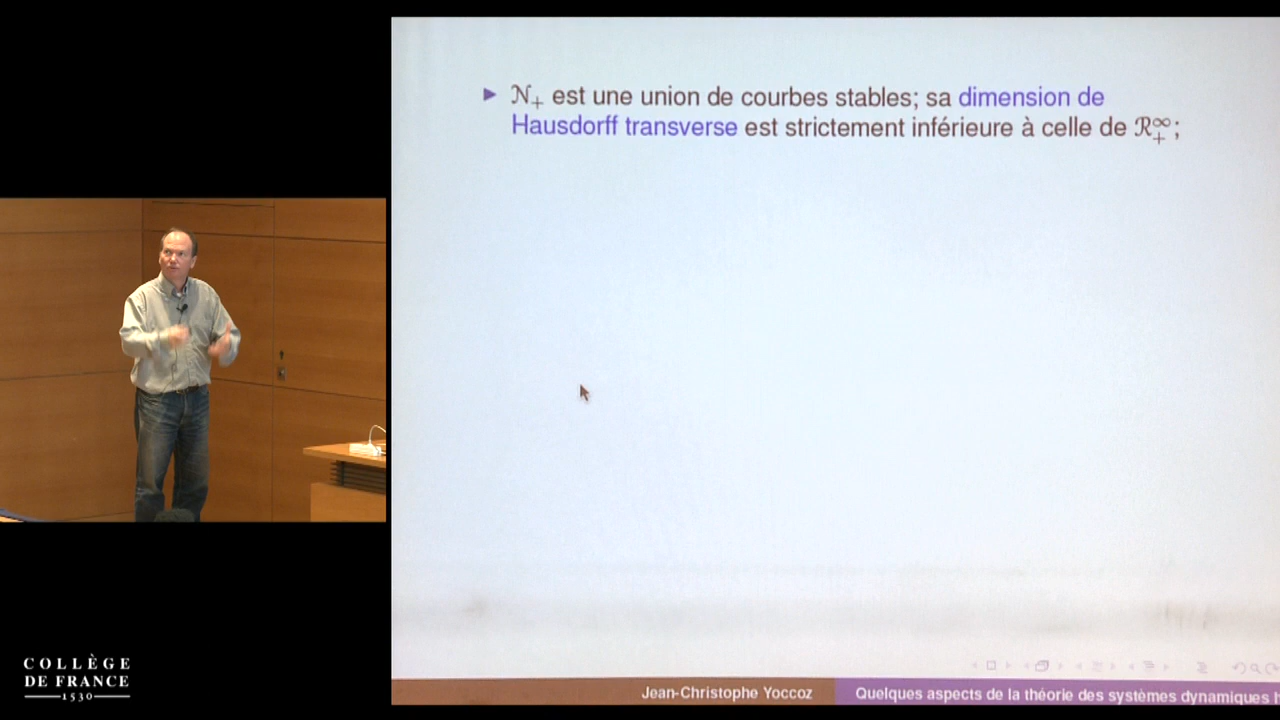 ► 𝒩₊ est une union de courbes stables; sa dimension de
Hausdorff transverse est strictement inférieure à celle de ℛ₊^∞;
COLLÈGE
DE FRANCE
1530
Jean-Christophe Yoccoz
Quelques aspects de la théorie des systèmes dynamiques h